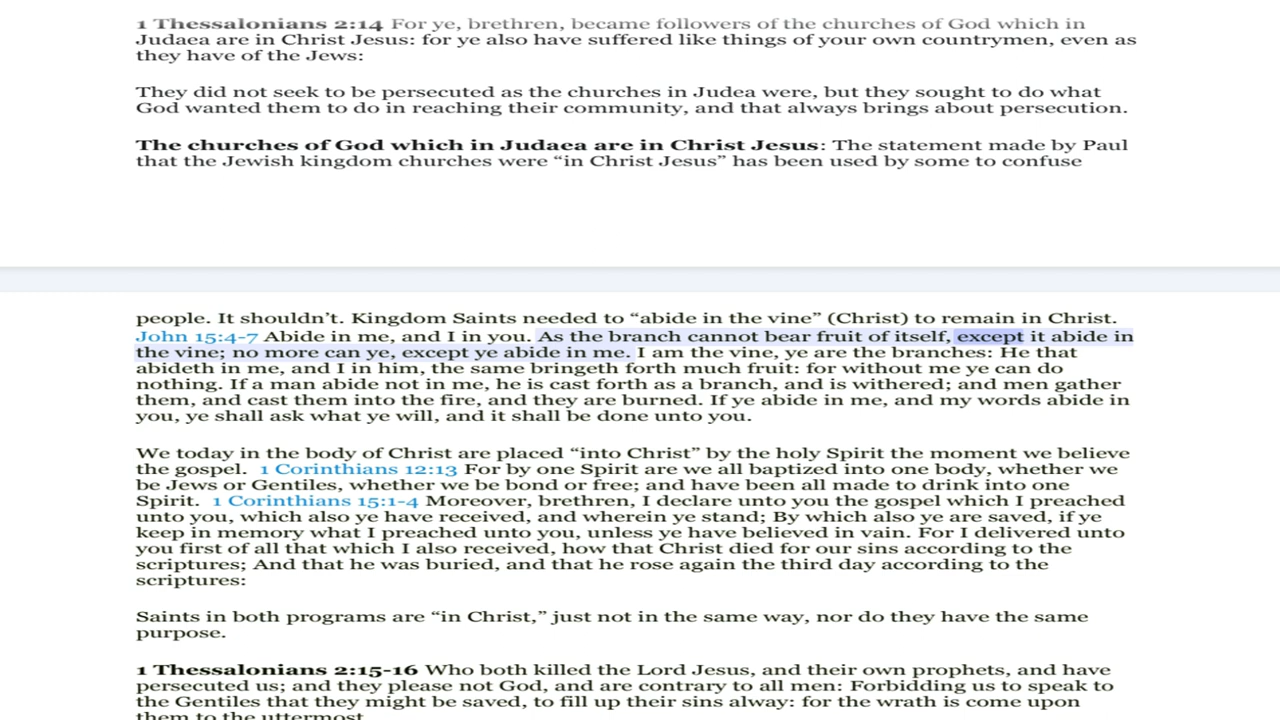 1 Thessalonians 2:14 For ye, brethren, became followers of the churches of God which in
Judaea are in Christ Jesus: for ye also have suffered like things of your own countrymen, even as
they have of the Jews:
They did not seek to be persecuted as the churches in Judea were, but they sought to do what
God wanted them to do in reaching their community, and that always brings about persecution.
The churches of God which in Judaea are in Christ Jesus: The statement made by Paul
that the Jewish kingdom churches were “in Christ Jesus” has been used by some to confuse
people. It shouldn’t. Kingdom Saints needed to “abide in the vine” (Christ) to remain in Christ.
John 15:4-7 Abide in me, and I in you. As the branch cannot bear fruit of itself, except it abide in
the vine; no more can ye, except ye abide in me. I am the vine, ye are the branches: He that
abideth in me, and I in him, the same bringeth forth much fruit: for without me ye can do
nothing. If a man abide not in me, he is cast forth as a branch, and is withered; and men gather
them, and cast them into the fire, and they are burned. If ye abide in me, and my words abide in
you, ye shall ask what ye will, and it shall be done unto you.
We today in the body of Christ are placed “into Christ” by the holy Spirit the moment we believe
the gospel. 1 Corinthians 12:13 For by one Spirit are we all baptized into one body, whether we
be Jews or Gentiles, whether we be bond or free; and have been all made to drink into one
Spirit. 1 Corinthians 15:1-4 Moreover, brethren, I declare unto you the gospel which I preached
unto you, which also ye have received, and wherein ye stand; By which also ye are saved, if ye
keep in memory what I preached unto you, unless ye have believed in vain. For I delivered unto
you first of all that which I also received, how that Christ died for our sins according to the
scriptures; And that he was buried, and that he rose again the third day according to the
scriptures:
Saints in both programs are “in Christ,” just not in the same way, nor do they have the same
purpose.
1 Thessalonians 2:15-16 Who both killed the Lord Jesus, and their own prophets, and have
persecuted us; and they please not God, and are contrary to all men: Forbidding us to speak to
the Gentiles that they might be saved, to fill up their sins alway: for the wrath is come upon
them to the uttermost.